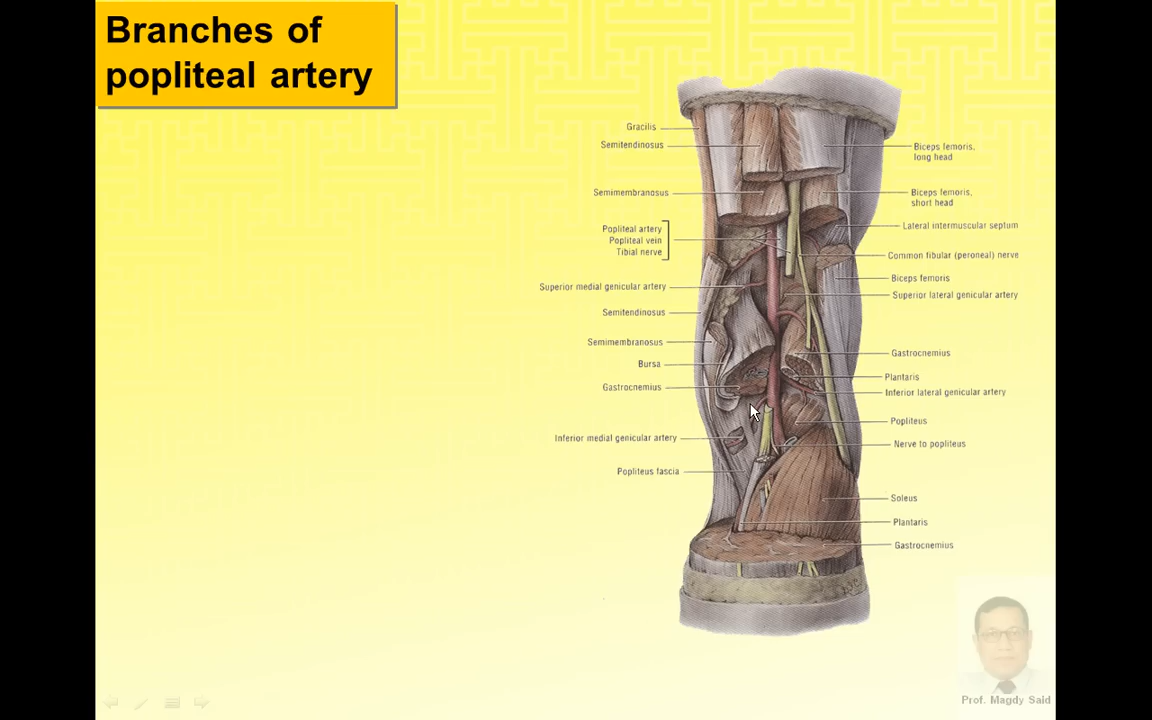 Branches of
popliteal artery
Gracilis
Semitendinosus
Semimembranosus
Popliteal artery
Popliteal vein
Tibial nerve
Superior medial genicular artery
Semitendinosus
Semimembranosus
Bursa
Gastrocnemius
Inferior medial genicular artery
Popliteus fascia
Biceps femoris,
long head
Biceps femoris,
short head
Lateral intermuscular septum
Common fibular (peroneal) nerve
Biceps femoris
Superior lateral genicular artery
Gastrocnemius
Plantaris
Inferior lateral genicular artery
Popliteus
Nerve to popliteus
Soleus
Plantaris
Gastrocnemius
Prof. Magdy Said